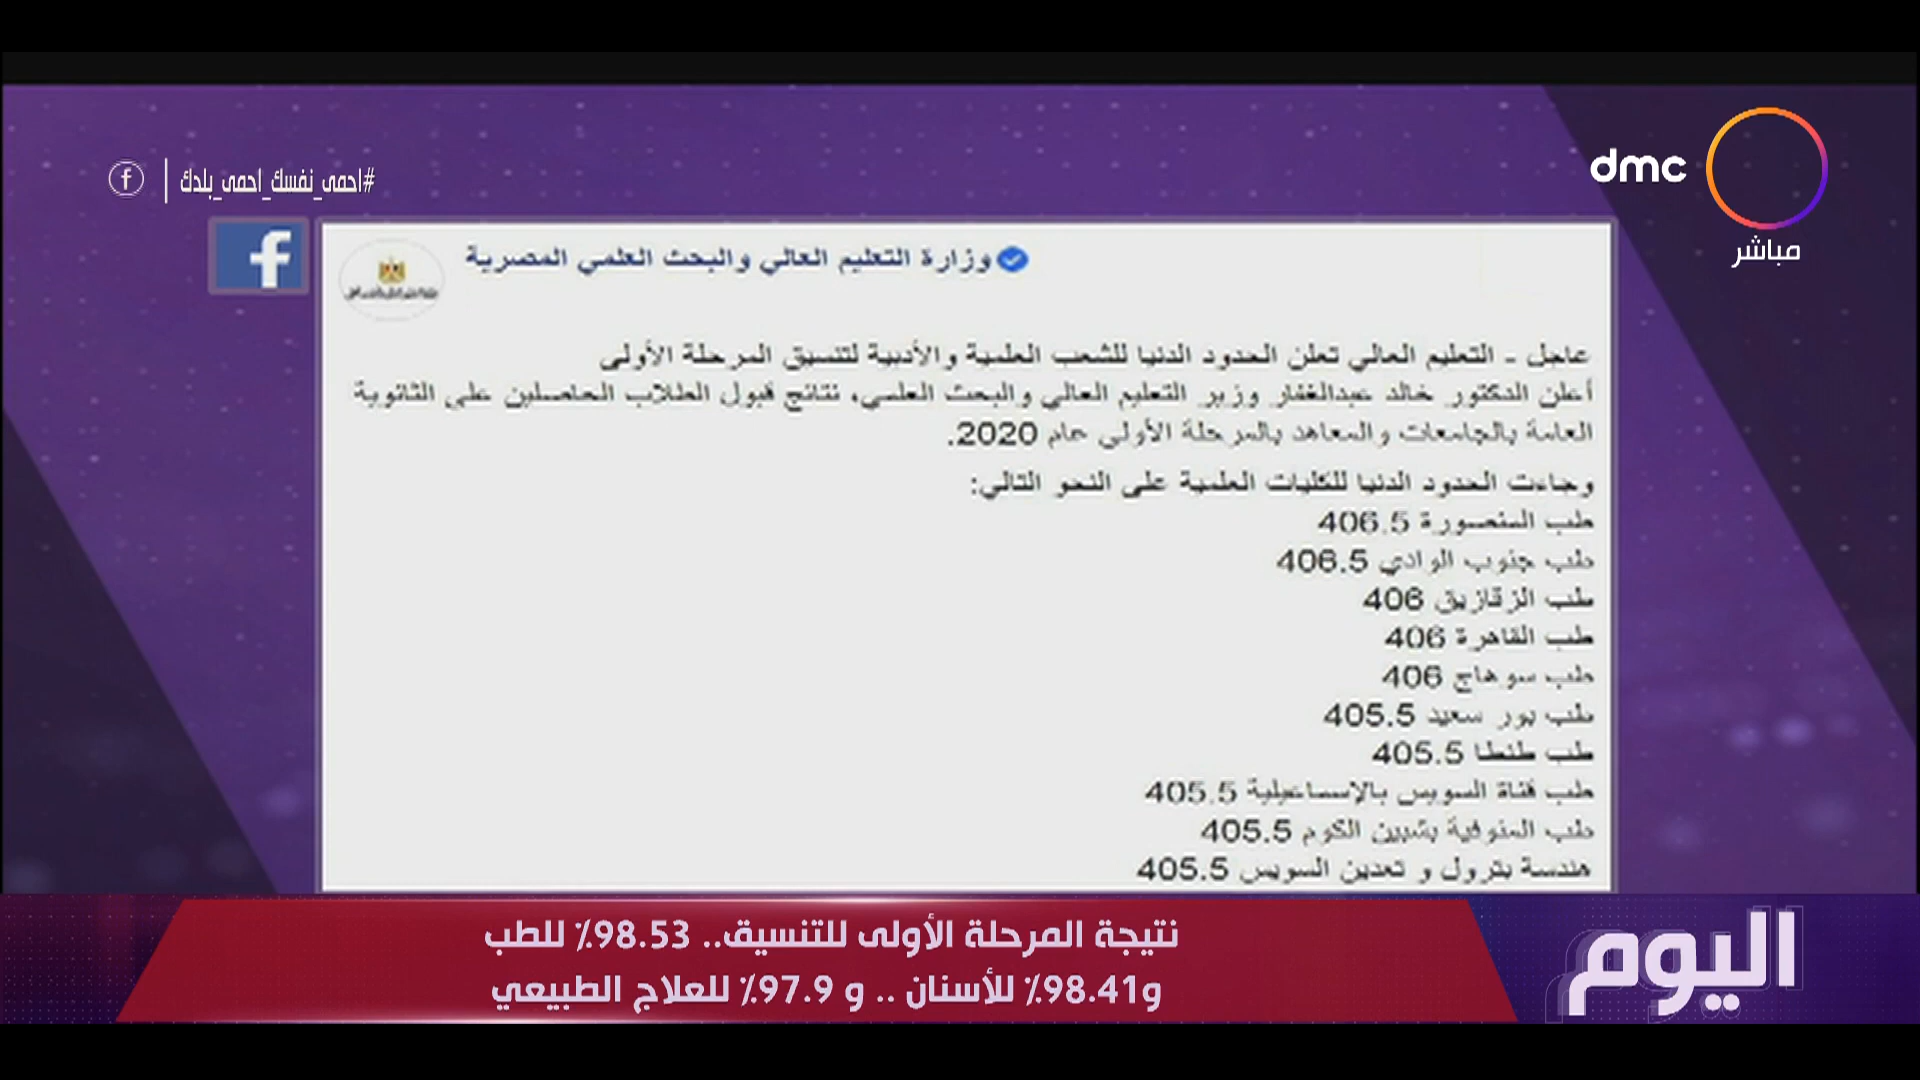 #احمى_نفسك_احمى_بلدك
dmc
مباشر
وزارة التعليم العالي والبحث العلمي المصرية
عاجل - التعليم العالي تعلن الحدود الدنيا للشعب العلمية والأدبية لتنسيق المرحلة الأولى
أعلن الدكتور خالد عبدالغفار وزير التعليم العالي والبحث العلمي، نتائج قبول الطلاب الحاصلين على الثانوية
العامة بالجامعات والمعاهد بالمرحلة الأولى عام 2020.
وجاءت الحدود الدنيا للكليات العلمية على النحو التالي:
طب المنصورة 406.5
طب جنوب الوادي 406.5
طب الزقازيق 406
طب القاهرة 406
طب سوهاج 406
طب بور سعيد 405.5
طب طنطا 405.5
طب قناة السويس بالإسماعيلية 405.5
طب المنوفية بشبين الكوم 405.5
هندسة بترول و تعدين السويس 405.5
نتيجة المرحلة الأولى للتنسيق.. 98.53٪ للطب
و98.41٪ للأسنان .. و 97.9٪ للعلاج الطبيعي
اليوم